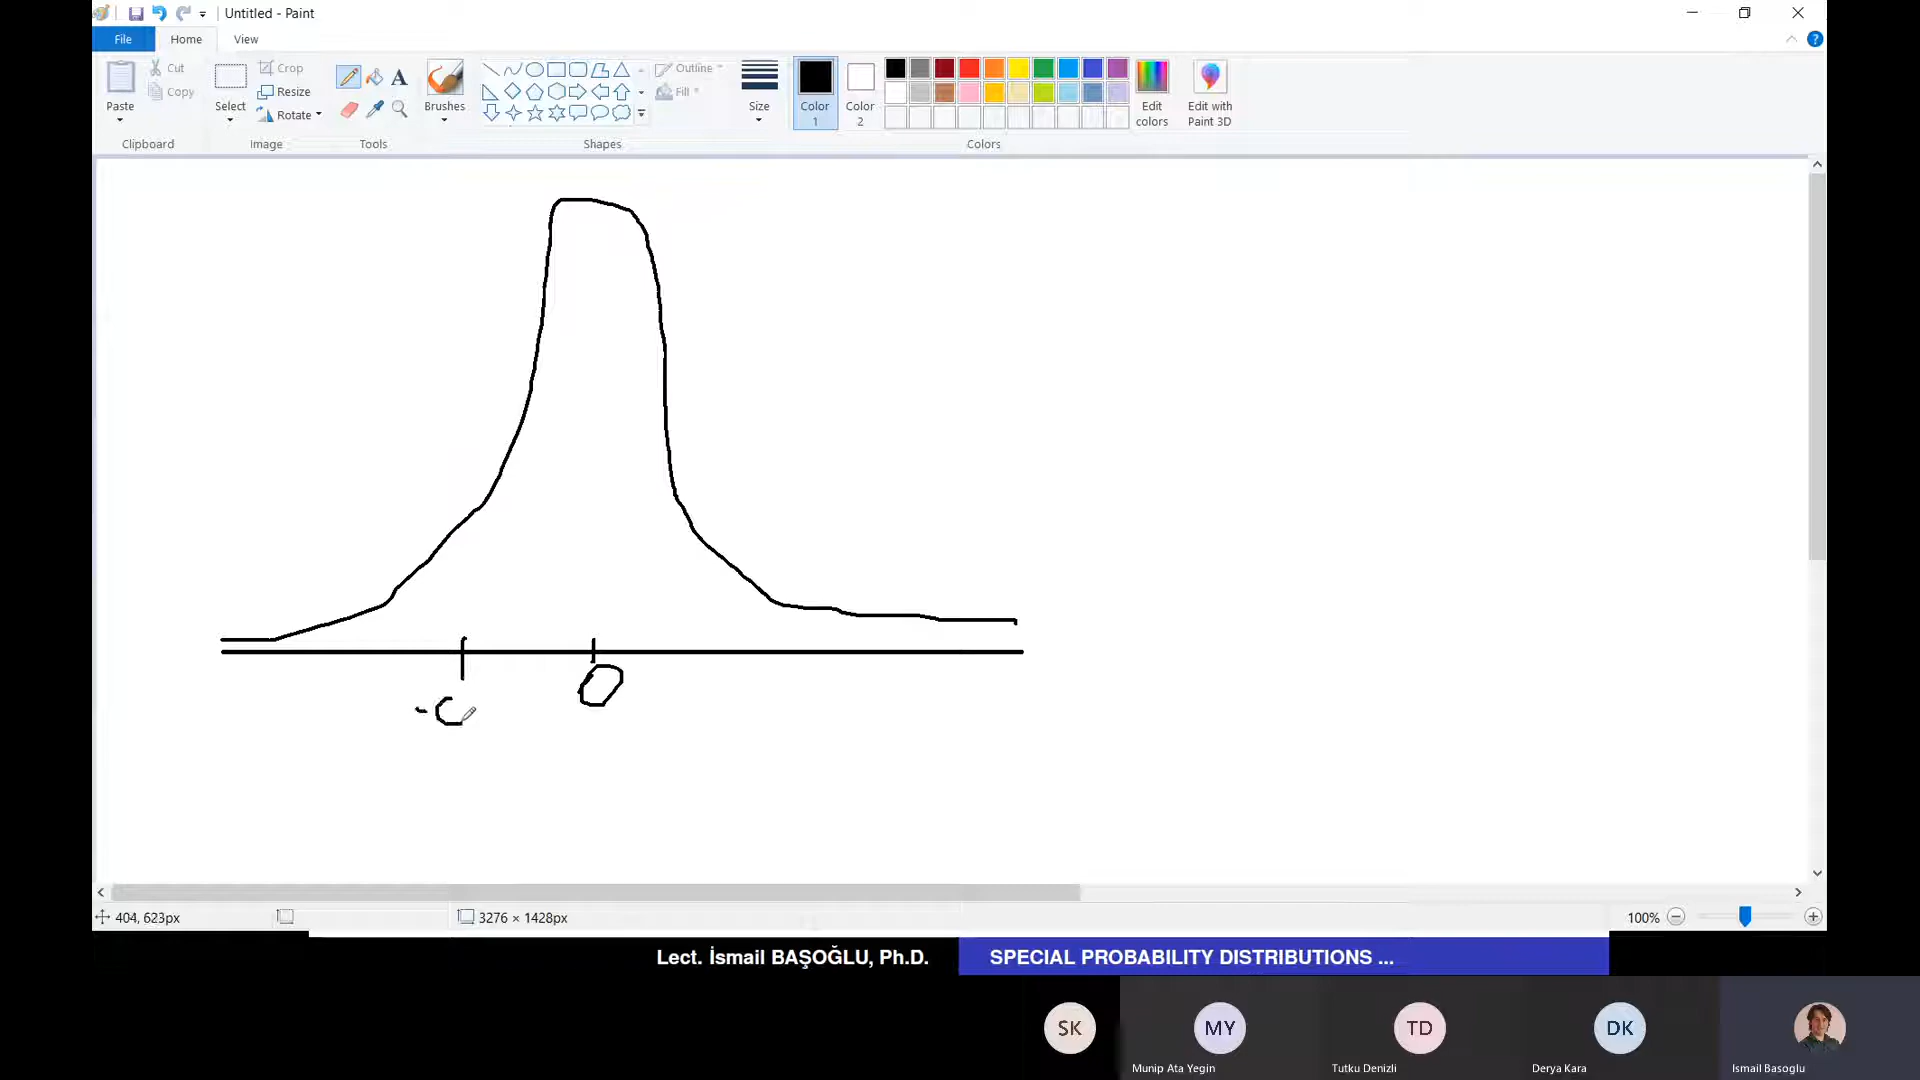 Untitled - Paint
File Home View
Paste
Cut
Copy
Clipboard
Select
Crop
Resize
Rotate
Image
A
Tools
Brushes
Outline
Fill
Shapes
Size
Color 1
Color 2
Edit colors
Edit with Paint 3D
Colors
0
-c
404, 623px
3276 × 1428px
100%
Lect. İsmail BAŞOĞLU, Ph.D.
SPECIAL PROBABILITY DISTRIBUTIONS ...
SK
MY
TD
DK
Munip Ata Yegin
Tutku Denizli
Derya Kara
Ismail Basoglu